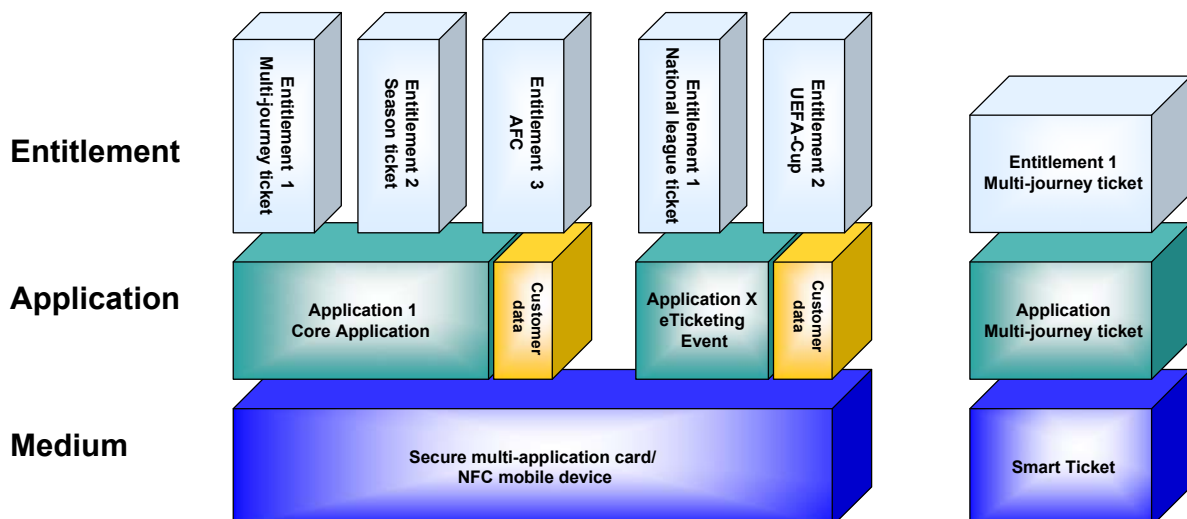 Entitlement
Entitlement 1
Multi-journey ticket
Entitlement 2
Season ticket
Entitlement 3
AFC
Entitlement 1
National league ticket
Entitlement 2
UEFA-Cup
Entitlement 1
Multi-journey ticket
Application
Application 1
Core Application
Customer
data
Application X
eTicketing
Event
Customer
data
Application
Multi-journey ticket
Medium
Secure multi-application card/
NFC mobile device
Smart Ticket